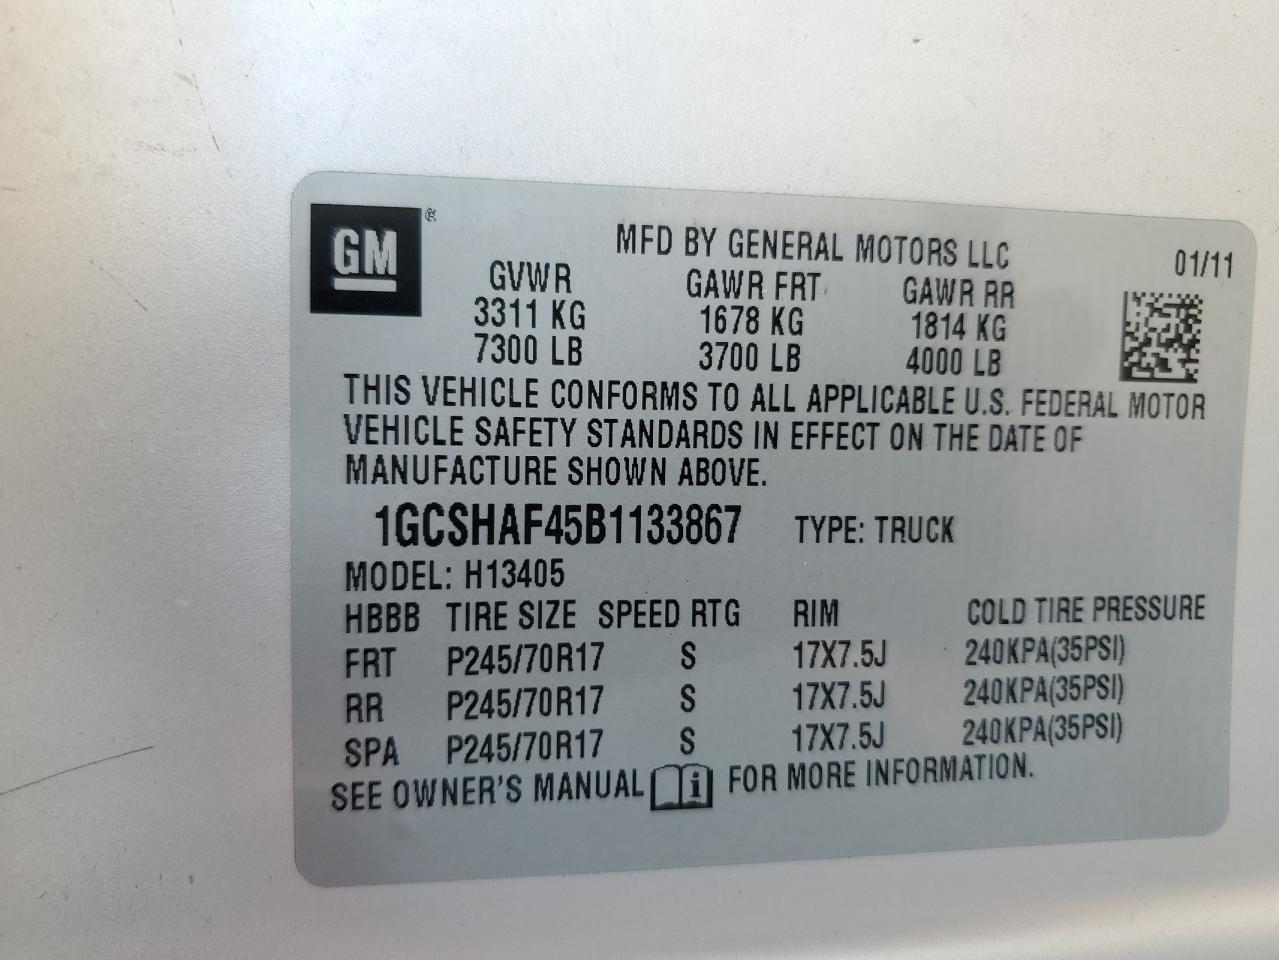 GM ®
MFD BY GENERAL MOTORS LLC 01/11
GVWR GAWR FRT GAWR RR
3311 KG 1678 KG 1814 KG
7300 LB 3700 LB 4000 LB
THIS VEHICLE CONFORMS TO ALL APPLICABLE U.S. FEDERAL MOTOR
VEHICLE SAFETY STANDARDS IN EFFECT ON THE DATE OF
MANUFACTURE SHOWN ABOVE.
1GCSHAF45B1133867 TYPE: TRUCK
MODEL: H13405
HBBB TIRE SIZE SPEED RTG RIM COLD TIRE PRESSURE
FRT P245/70R17 S 17X7.5J 240KPA(35PSI)
RR P245/70R17 S 17X7.5J 240KPA(35PSI)
SPA P245/70R17 S 17X7.5J 240KPA(35PSI)
SEE OWNER'S MANUAL i FOR MORE INFORMATION.